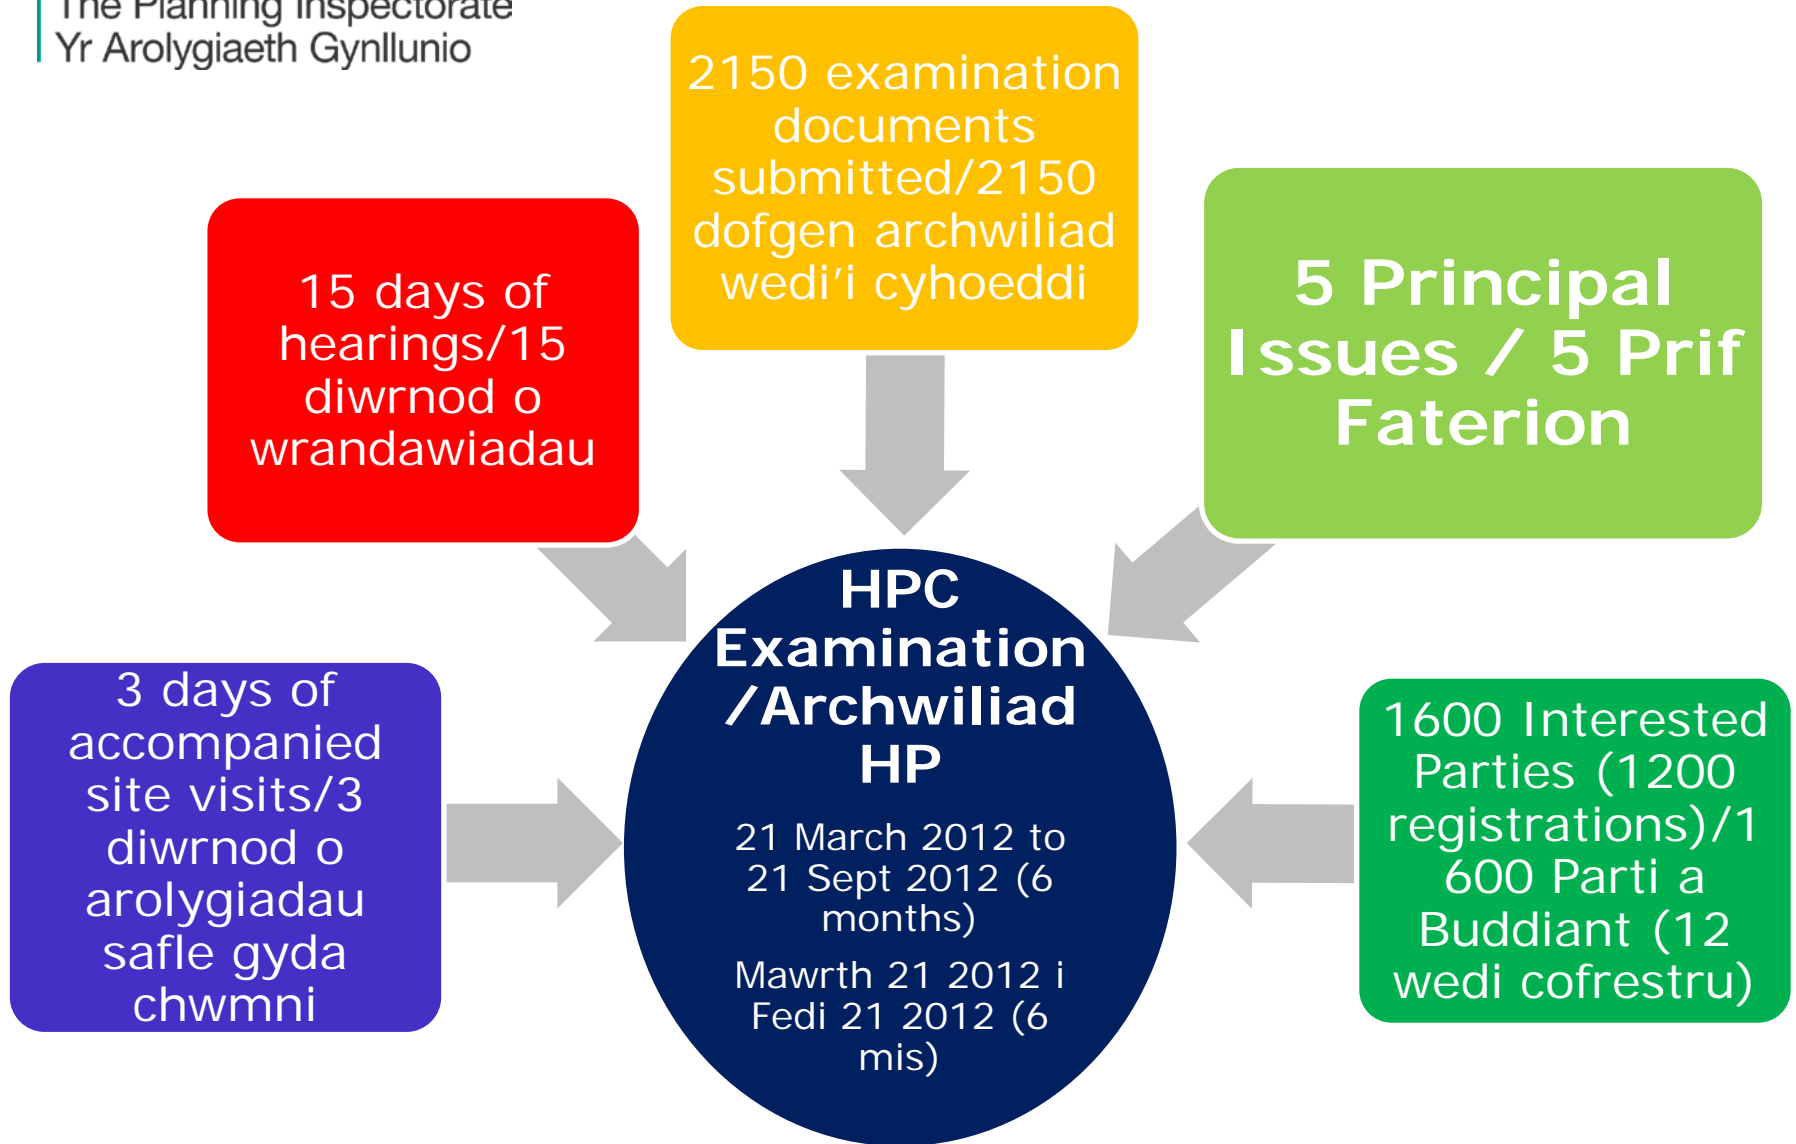 The Planning Inspectorate
Yr Arolygiaeth Gynllunio
3 days of
accompanied
site visits/3
diwrnod o
arolygiadau
safle gyda
chwmni
15 days of
hearings/15
diwrnod o
wrandawiadau
2150 examination
documents
submitted/2150
dofgen archwiliad
wedi’i cyhoeddi
5 Principal
Issues / 5 Prif
Faterion
1600 Interested
Parties (1200
registrations)/1
600 Parti a
Buddiant (12
wedi cofrestru)
HPC
Examination
/Archwiliad
HP
21 March 2012 to
21 Sept 2012 (6
months)
Mawrth 21 2012 i
Fedi 21 2012 (6
mis)